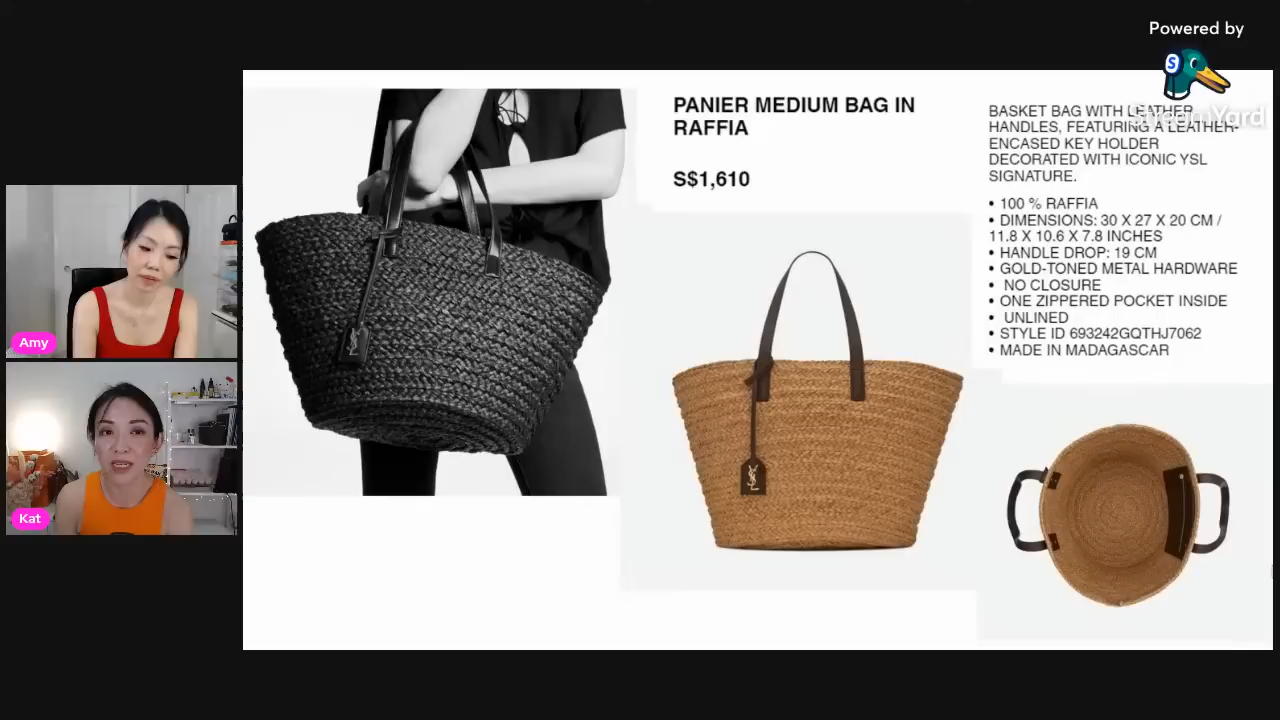 Powered by
StreamYard
PANIER MEDIUM BAG IN
RAFFIA
S$1,610
BASKET BAG WITH LEATHER
HANDLES, FEATURING A LEATHER-
ENCASED KEY HOLDER
DECORATED WITH ICONIC YSL
SIGNATURE.
• 100 % RAFFIA
• DIMENSIONS: 30 X 27 X 20 CM /
11.8 X 10.6 X 7.8 INCHES
• HANDLE DROP: 19 CM
• GOLD-TONED METAL HARDWARE
• NO CLOSURE
• ONE ZIPPERED POCKET INSIDE
• UNLINED
• STYLE ID 693242GQTHJ7062
• MADE IN MADAGASCAR
Amy
Kat
YSL
YSL
S